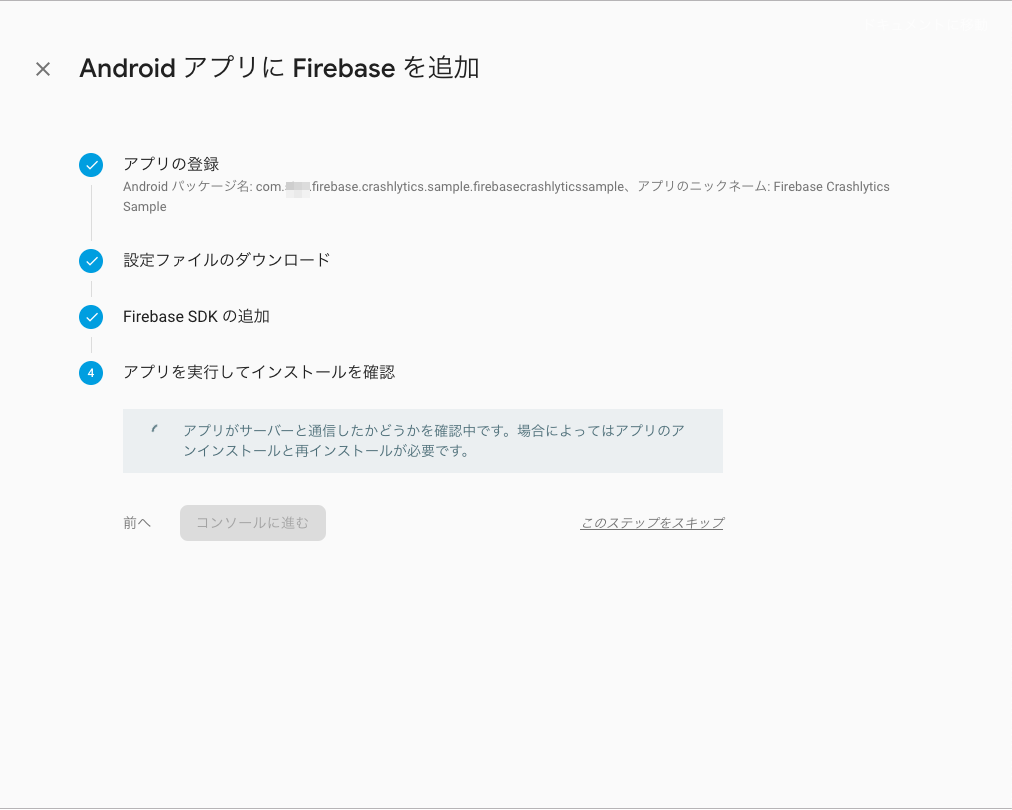 Android アプリに Firebase を追加
アプリの登録
Android パッケージ名: com. .firebase.crashlytics.sample.firebasecrashlyticssample、アプリのニックネーム: Firebase Crashlytics
Sample
設定ファイルのダウンロード
Firebase SDK の追加
4 アプリを実行してインストールを確認
アプリがサーバーと通信したかどうかを確認中です。場合によってはアプリのア
ンインストールと再インストールが必要です。
前へ コンソールに進む このステップをスキップ